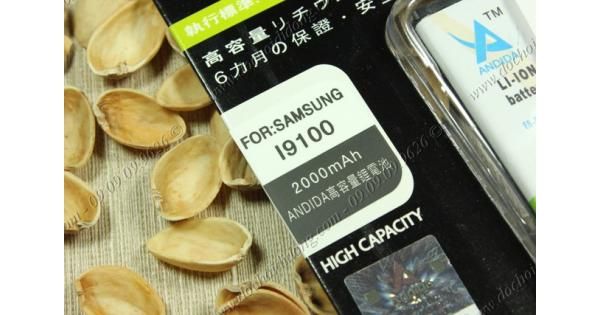 執行標準:
高容量リチウ
6カ月の保證·安
FOR:SAMSUNG
I9100
2000mAh
ANDIDA高容量鋰電池
HIGH CAPACITY
TM
ANDIDA
LI-ION
batte